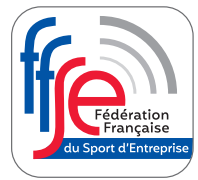 ffse
Fédération
Française
du Sport d'Entreprise